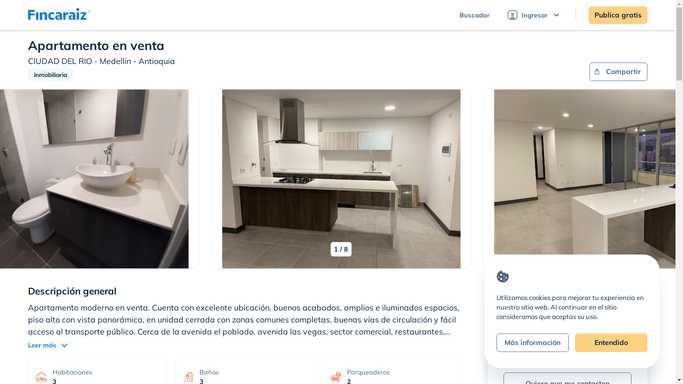 Fincaraiz
Buscador
Ingresar
Publica gratis
Apartamento en venta
CIUDAD DEL RIO - Medellín - Antioquia
Inmobiliaria
Compartir
1 / 8
Descripción general
Apartamento moderno en venta. Cuenta con excelente ubicación, buenos acabados, amplios e iluminados espacios,
piso alto con vista panorámica, en unidad cerrada con zonas comunes completas, buenas vías de circulación y fácil
acceso al transporte público. Cerca de la avenida el poblado, avenida las vegas, sector comercial, restaurantes,...
Leer más
Habitaciones
3
Baños
3
Parqueaderos
2
Utilizamos cookies para mejorar tu experiencia en
nuestro sitio web. Al continuar en el sitio
consideramos que aceptas su uso.
Más información
Entendido
Quiero que me contacten